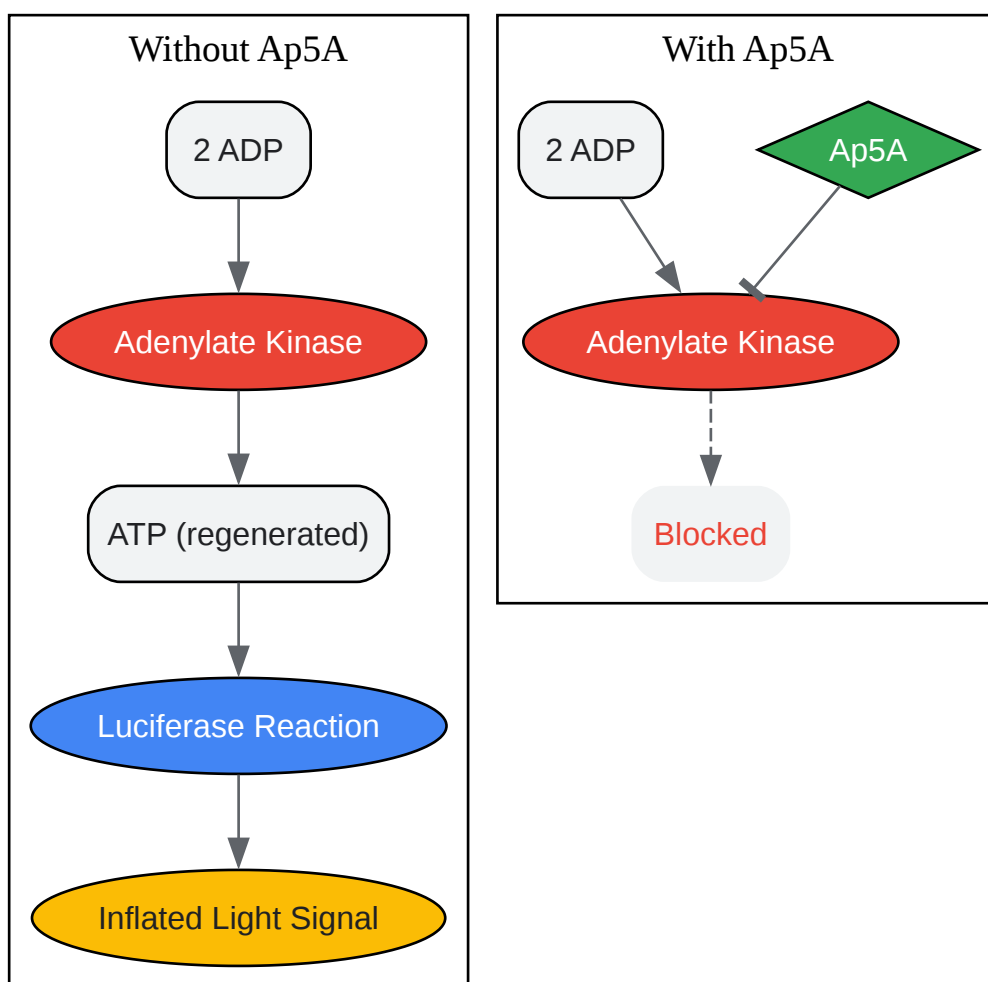 Without Ap5A
2 ADP
Adenylate Kinase
ATP (regenerated)
Luciferase Reaction
Inflated Light Signal
With Ap5A
2 ADP
Ap5A
Adenylate Kinase
Blocked